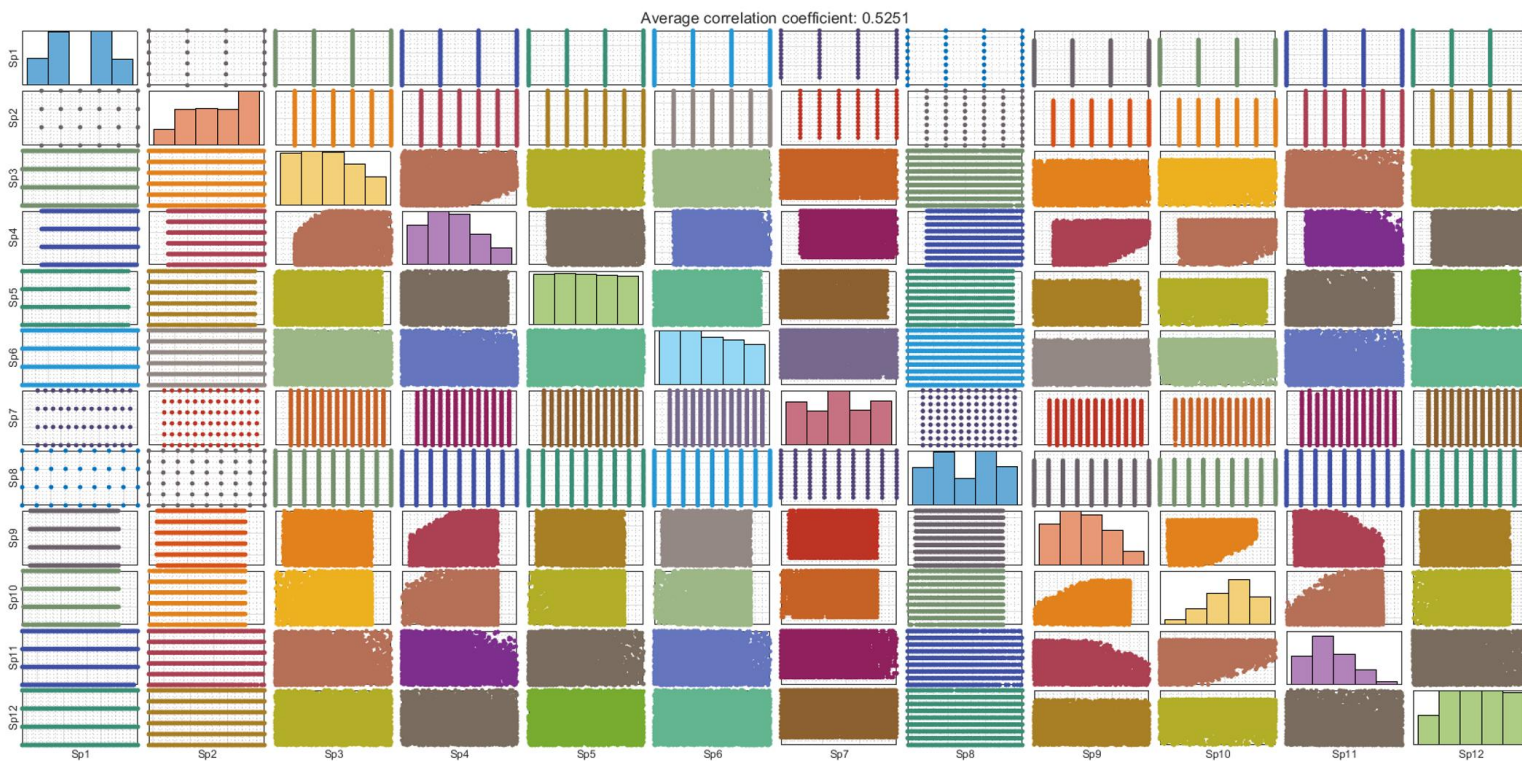 Average correlation coefficient: 0.5251
Sp1
Sp2
Sp3
Sp4
Sp5
Sp6
Sp7
Sp8
Sp9
Sp10
Sp11
Sp12
Sp1 Sp2 Sp3 Sp4 Sp5 Sp6 Sp7 Sp8 Sp9 Sp10 Sp11 Sp12